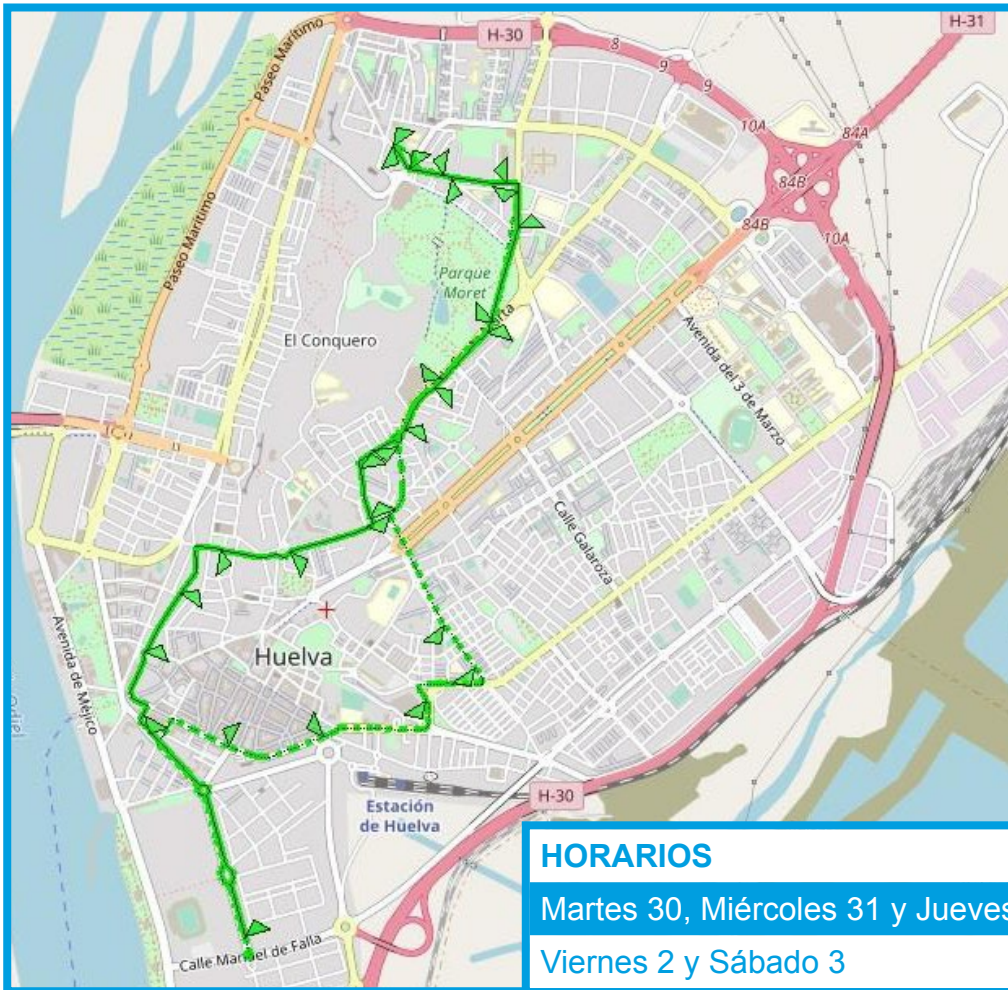 H-30
H-31
Paseo Marítimo
8
9
9
10A
84A
84B
84B
10A
Paseo Marítimo
Parque
Moret
El Conquero
Avenida del 3 de Marzo
Calle Galaroza
Huelva
Avenida de Méjico
Estación
de Huelva
H-30
Calle Manuel de Falla
HORARIOS
Martes 30, Miércoles 31 y Jueves
Viernes 2 y Sábado 3